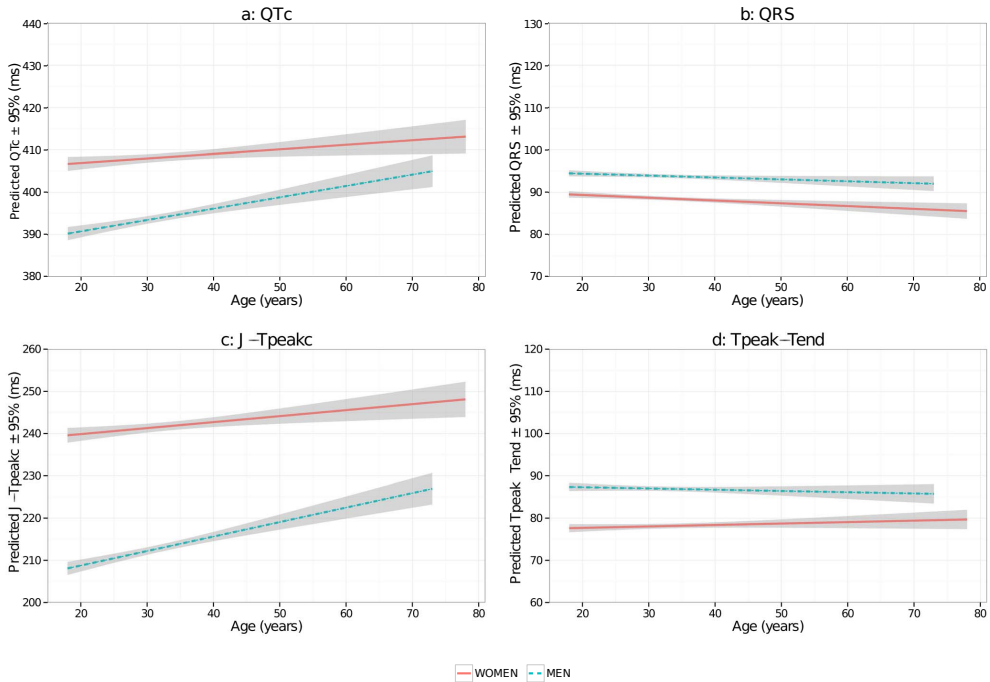 a: QTc
b: QRS
Predicted QTc ± 95% (ms)
440
430
420
410
400
390
380
20 30 40 50 60 70 80
Age (years)
Predicted QRS ± 95% (ms)
130
120
110
100
90
80
70
20 30 40 50 60 70 80
Age (years)
c: J –Tpeakc
d: Tpeak–Tend
Predicted J –Tpeakc ± 95% (ms)
260
250
240
230
220
210
200
20 30 40 50 60 70 80
Age (years)
Predicted Tpeak Tend ± 95% (ms)
120
110
100
90
80
70
60
20 30 40 50 60 70 80
Age (years)
WOMEN MEN